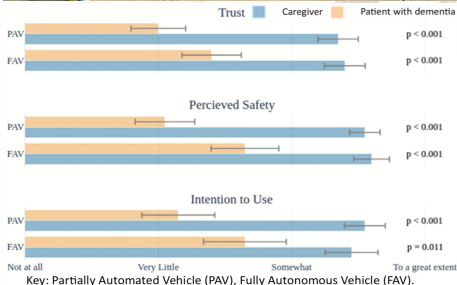 Trust Caregiver Patient with dementia
PAV p < 0.001
FAV p < 0.001
Percieved Safety
PAV p < 0.001
FAV p < 0.001
Intention to Use
PAV p < 0.001
FAV p = 0.011
Not at all Very Little Somewhat To a great extent
Key: Partially Automated Vehicle (PAV), Fully Autonomous Vehicle (FAV).